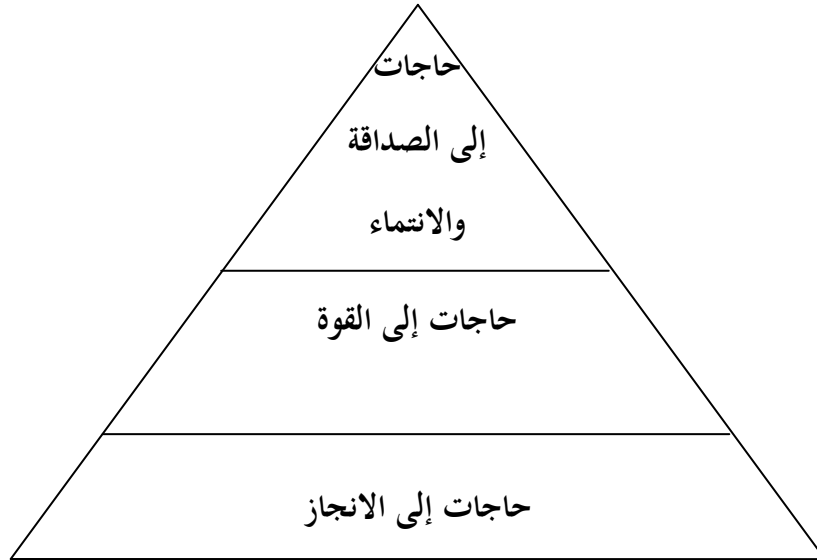 حاجات
إلى الصداقة
والانتماء
حاجات إلى القوة
حاجات إلى الانجاز